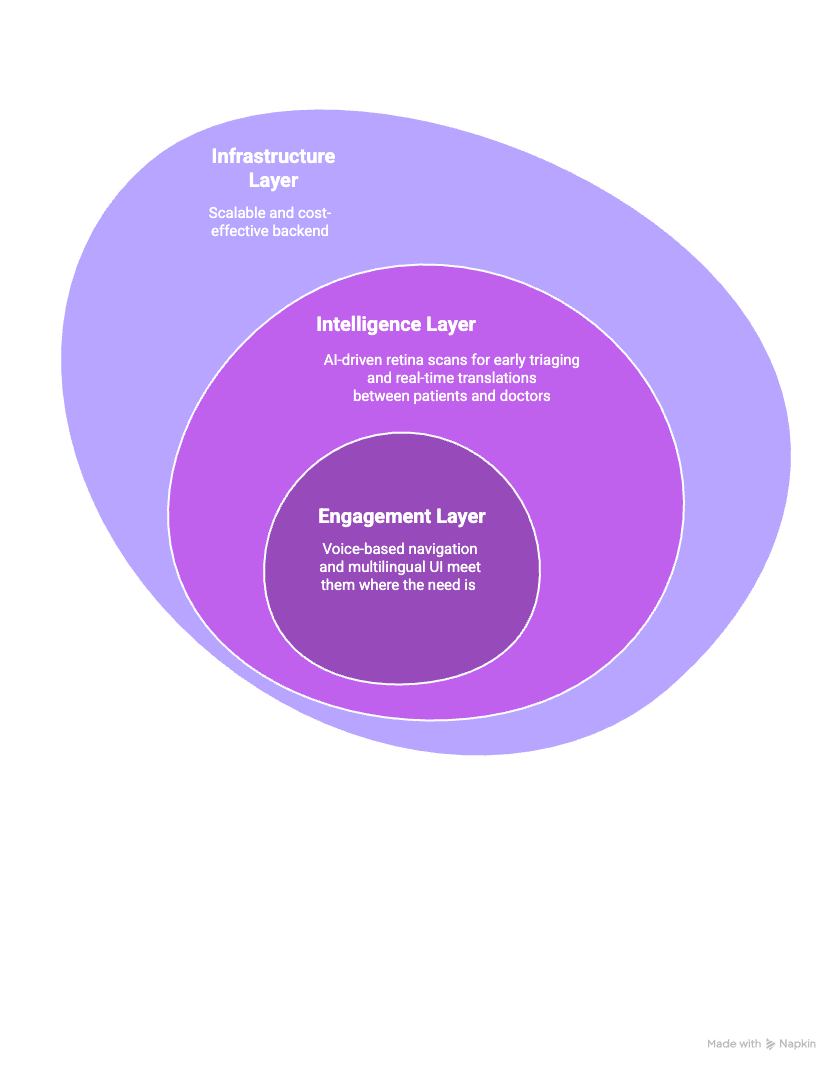 Infrastructure
Layer
Scalable and cost-
effective backend
Intelligence Layer
AI-driven retina scans for early triaging
and real-time translations
between patients and doctors
Engagement Layer
Voice-based navigation
and multilingual UI meet
them where the need is
Made with Napkin